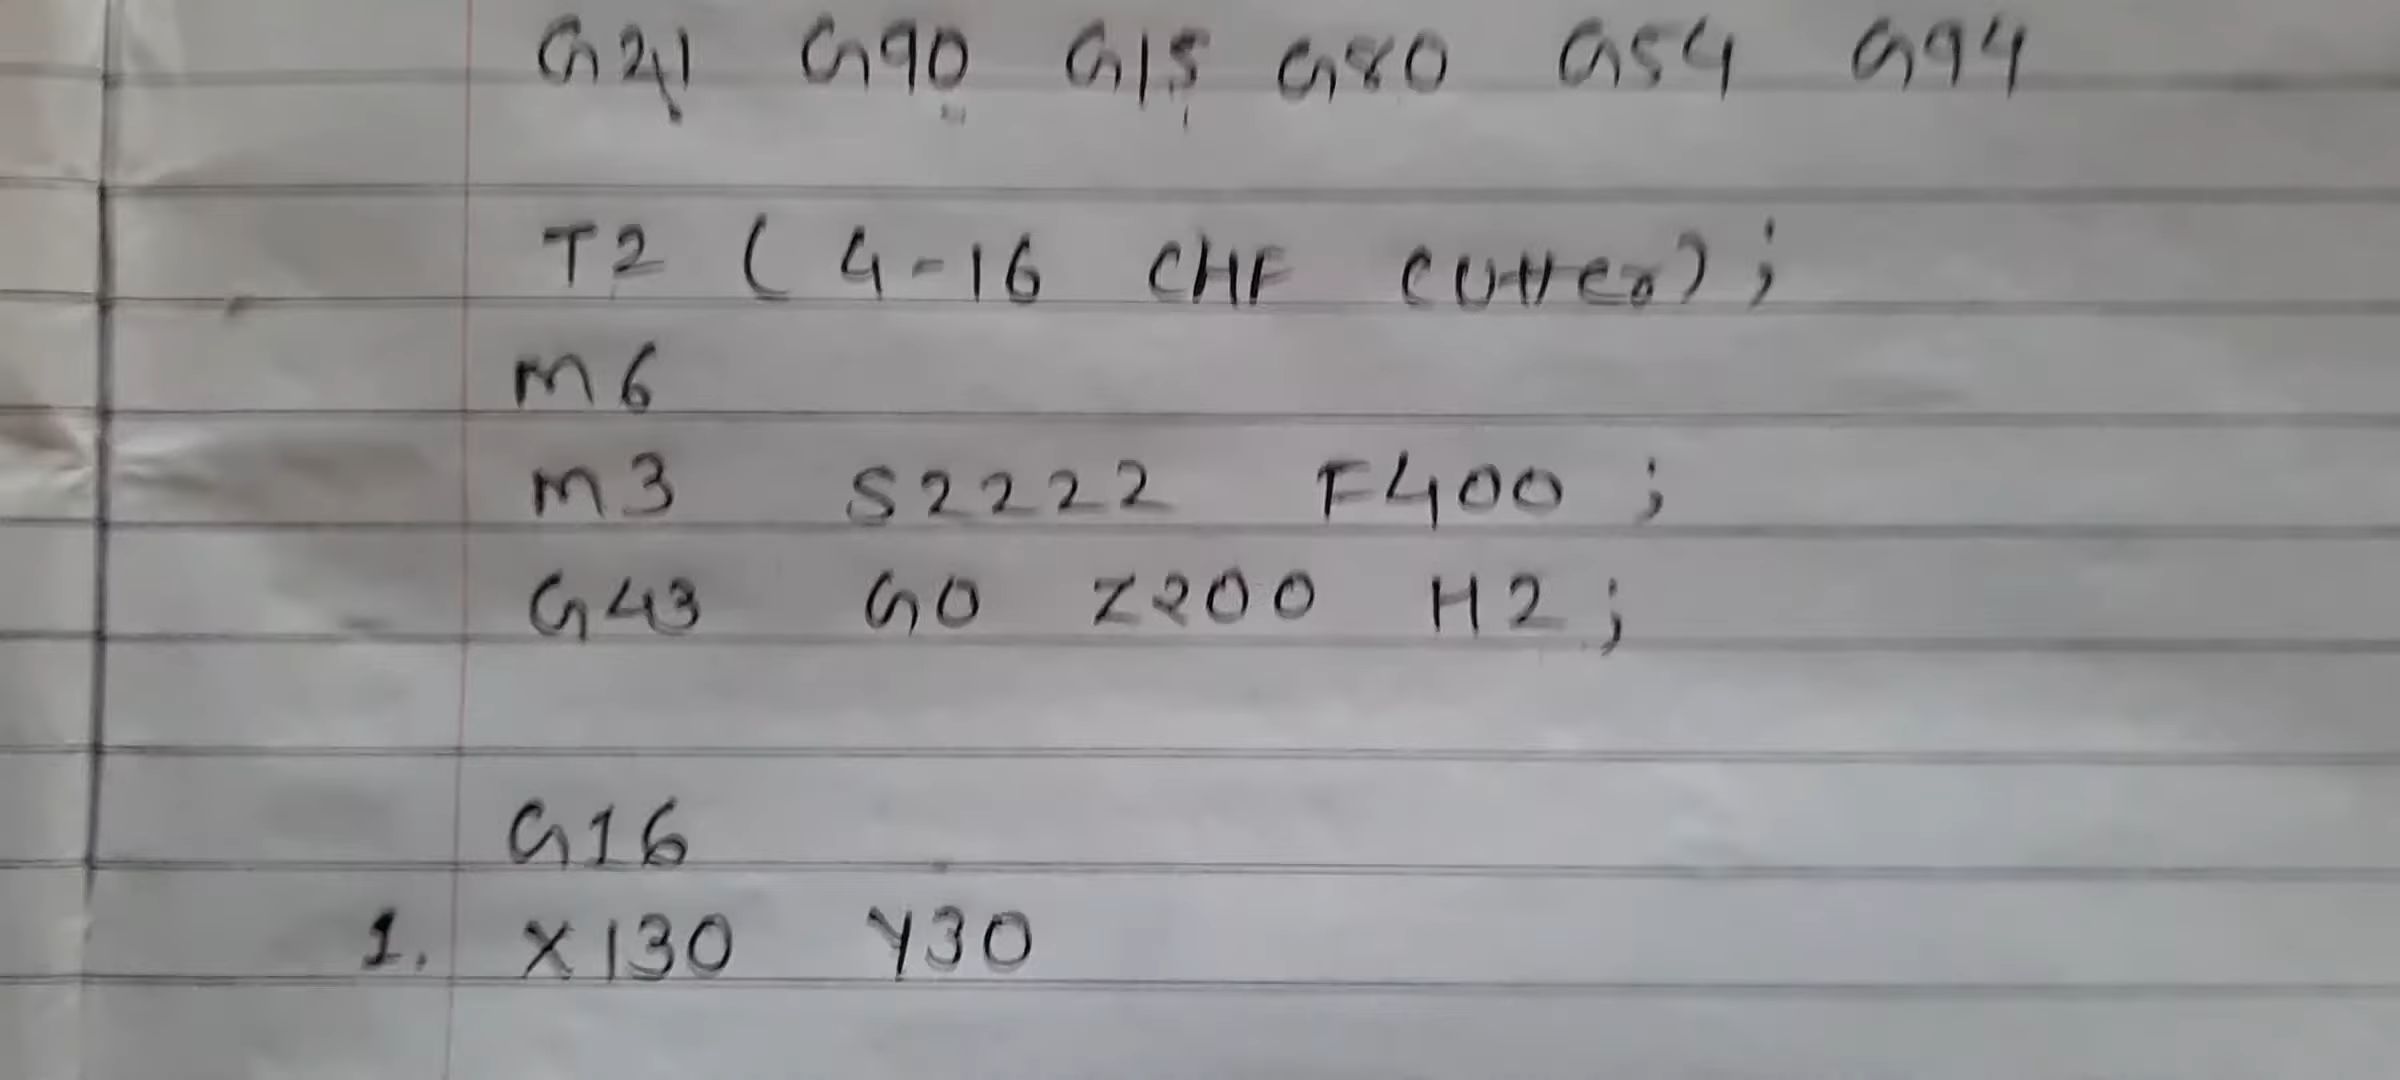 G21 G90 G15 G80 G54 G94
T2 ( 4-16 CHF cutter) ;
M6
M3 S2222 F400 ;
G43 G0 Z200 H2 ;
G16
1. X130 Y30